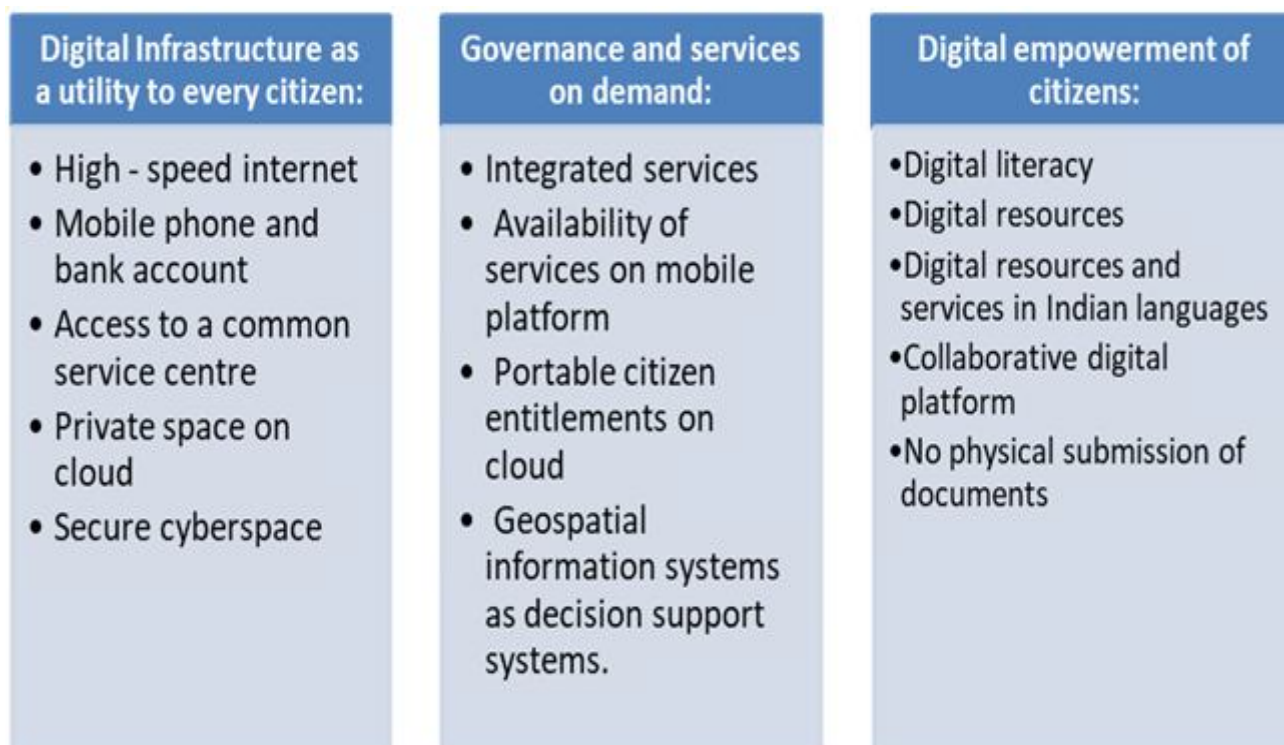 Digital Infrastructure as
a utility to every citizen:
• High - speed internet
• Mobile phone and
bank account
• Access to a common
service centre
• Private space on
cloud
• Secure cyberspace
Governance and services
on demand:
• Integrated services
• Availability of
services on mobile
platform
• Portable citizen
entitlements on
cloud
• Geospatial
information systems
as decision support
systems.
Digital empowerment of
citizens:
•Digital literacy
•Digital resources
•Digital resources and
services in Indian languages
•Collaborative digital
platform
•No physical submission of
documents